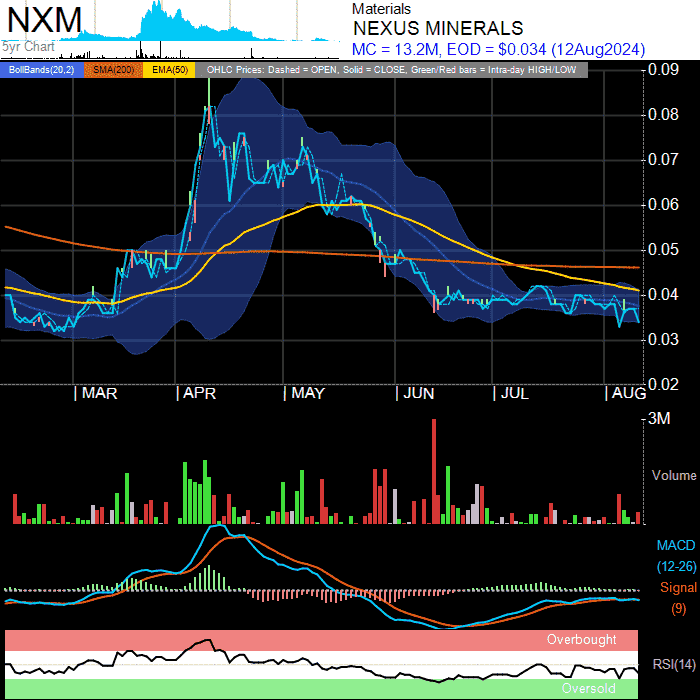 NXM
5yr Chart
Materials
NEXUS MINERALS
MC = 13.2M, EOD = $0.034 (12Aug2024)
BollBands(20,2) SMA(200) EMA(50) OHLC Prices: Dashed = OPEN, Solid = CLOSE, Green/Red bars = Intra-day HIGH/LOW
0.09
0.08
0.07
0.06
0.05
0.04
0.03
0.02
MAR APR MAY JUN JUL AUG
3M
Volume
MACD
(12-26)
Signal
(9)
Overbought
RSI(14)
Oversold